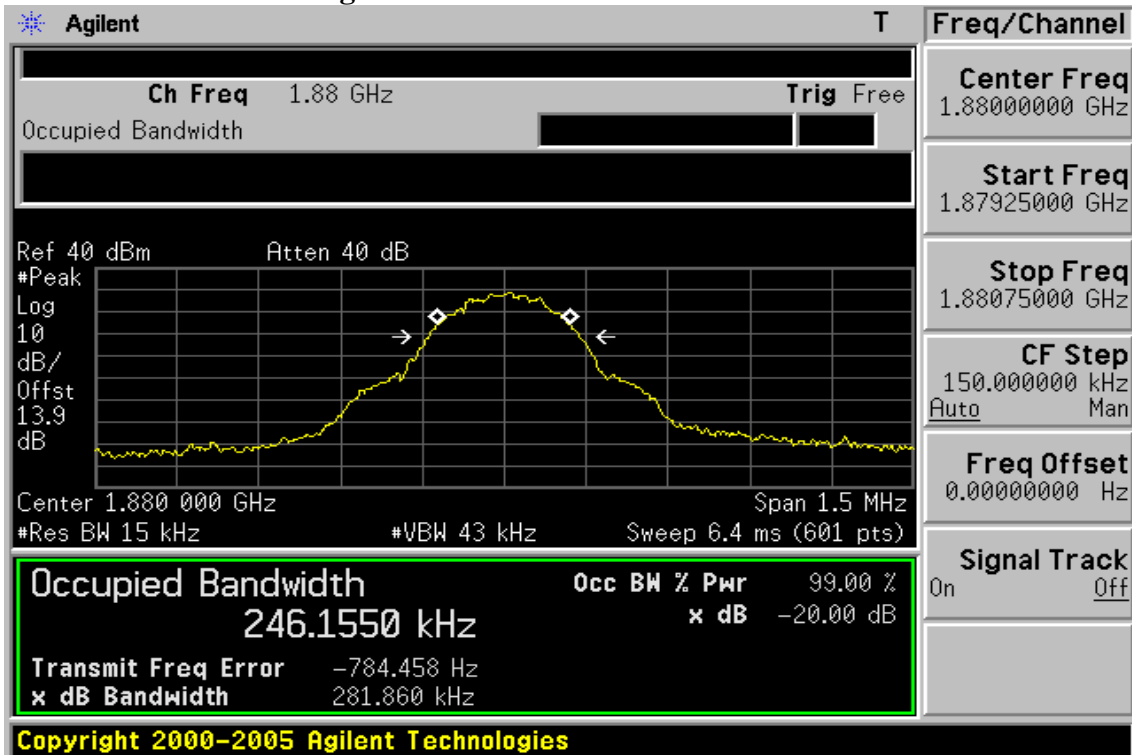 Agilent T Freq/Channel
Ch Freq 1.88 GHz Trig Free
Occupied Bandwidth
Center Freq
1.88000000 GHz
Start Freq
1.87925000 GHz
Stop Freq
1.88075000 GHz
CF Step
150.000000 kHz
Auto Man
Freq Offset
0.00000000 Hz
Signal Track
On Off
Ref 40 dBm Atten 40 dB
#Peak
Log
10
dB/
Offst
13.9
dB
Center 1.880 000 GHz Span 1.5 MHz
#Res BW 15 kHz #VBW 43 kHz Sweep 6.4 ms (601 pts)
Occupied Bandwidth Occ BW % Pwr 99.00 %
246.1550 kHz x dB -20.00 dB
Transmit Freq Error -784.458 Hz
x dB Bandwidth 281.860 kHz
Copyright 2000-2005 Agilent Technologies